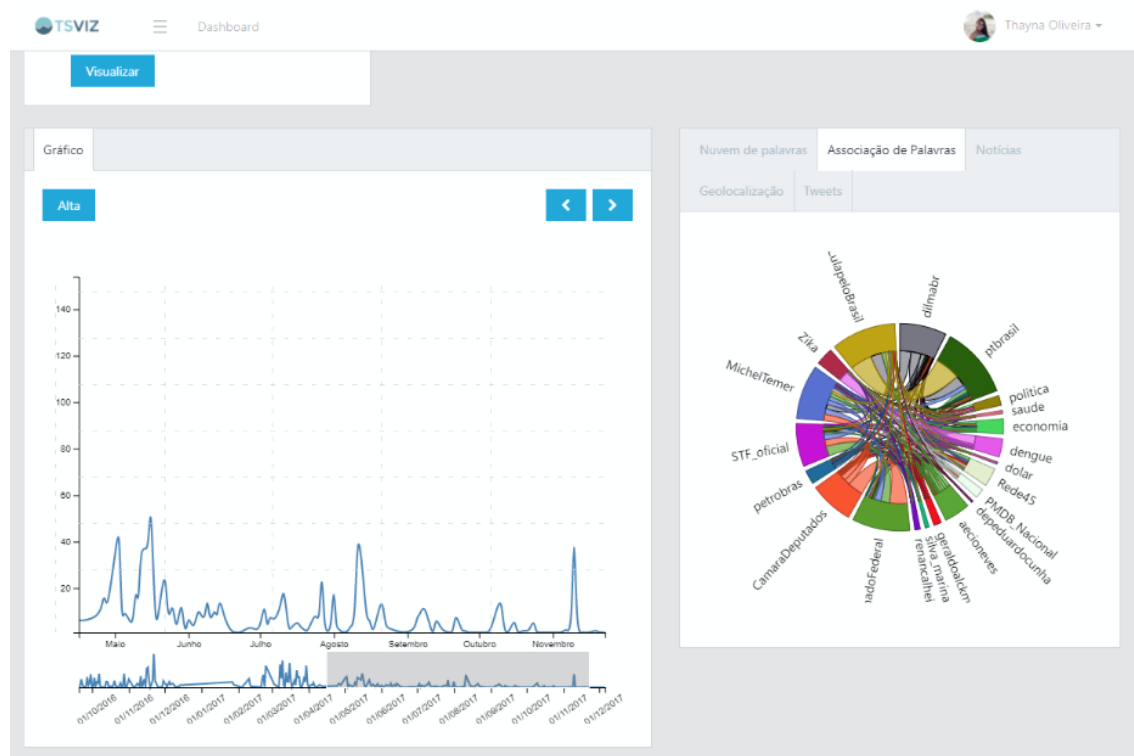 TSVIZ
Dashboard
Thayna Oliveira
Visualizar
Gráfico
Alta
140
120
100
80
60
40
20
Maio Junho Julho Agosto Setembro Outubro Novembro
01/10/2016 01/11/2016 01/12/2016 01/01/2017 01/02/2017 01/03/2017 01/04/2017 01/05/2017 01/06/2017 01/07/2017 01/08/2017 01/09/2017 01/10/2017 01/11/2017 01/12/2017
Nuvem de palavras Associação de Palavras Notícias
Geolocalização Tweets
dilmabr
ptbrasil
politica
saude
economia
dengue
dolar
Rede45
PMDB_Nacional
depeduardocunha
aecioneves
geraldoalckm
silva_marina
renancalhei
nadoFederal
CamaraDeputados
petrobras
STF_oficial
MichelTemer
Zika
LulapeloBrasil